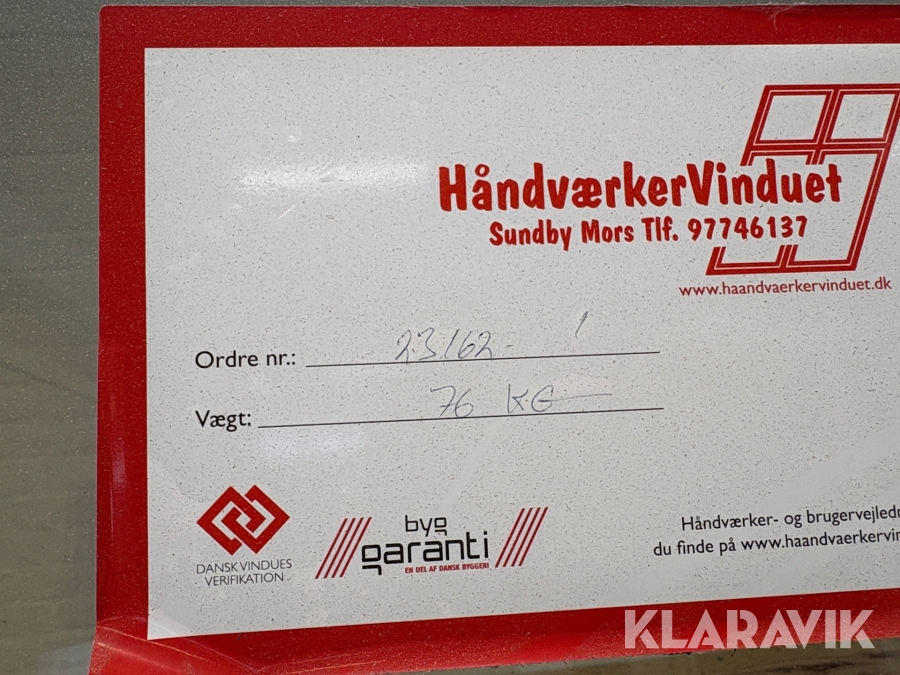 HåndværkerVinduet
Sundby Mors Tlf. 97746137
www.haandvaerkervinduet.dk
Ordre nr.: 23162-
Vægt: 76 KG
DANSK VINDUES
VERIFIKATION
byg
garanti
EN DEL AF DANSK BYGGERI
Håndværker- og brugervejledn
du finde på www.haandvaerkervin
KLARAVIK